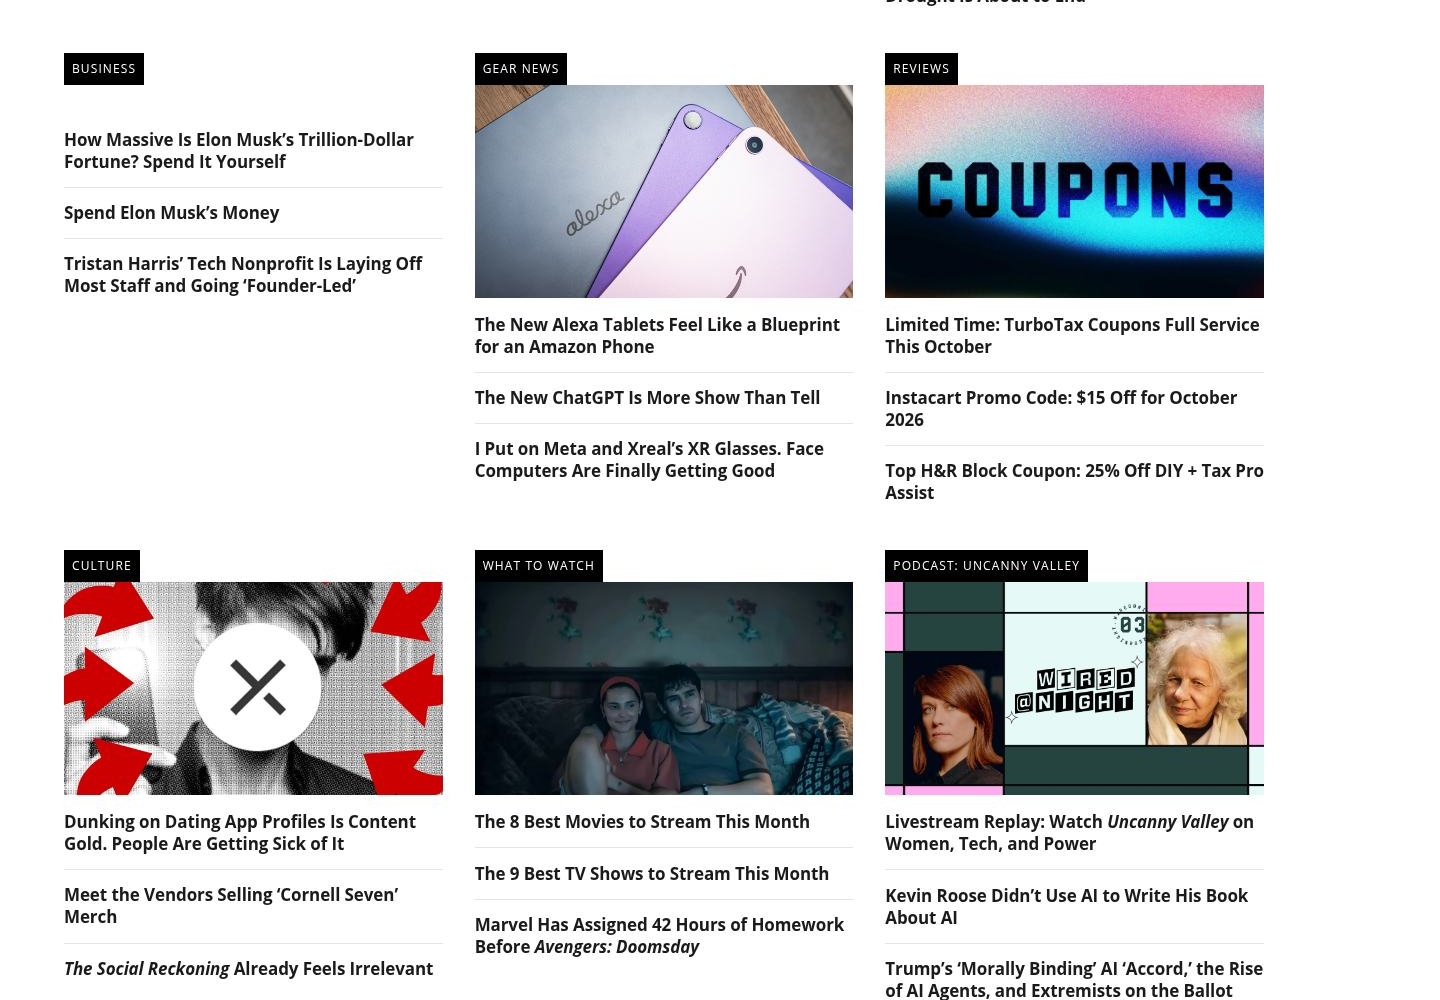 BUSINESS
How Massive Is Elon Musk’s Trillion-Dollar
Fortune? Spend It Yourself
Spend Elon Musk’s Money
Tristan Harris’ Tech Nonprofit Is Laying Off
Most Staff and Going ‘Founder-Led’
GEAR NEWS
alexa
The New Alexa Tablets Feel Like a Blueprint
for an Amazon Phone
The New ChatGPT Is More Show Than Tell
I Put on Meta and Xreal’s XR Glasses. Face
Computers Are Finally Getting Good
REVIEWS
COUPONS
Limited Time: TurboTax Coupons Full Service
This October
Instacart Promo Code: $15 Off for October
2026
Top H&R Block Coupon: 25% Off DIY + Tax Pro
Assist
CULTURE
Dunking on Dating App Profiles Is Content
Gold. People Are Getting Sick of It
Meet the Vendors Selling ‘Cornell Seven’
Merch
The Social Reckoning Already Feels Irrelevant
WHAT TO WATCH
The 8 Best Movies to Stream This Month
The 9 Best TV Shows to Stream This Month
Marvel Has Assigned 42 Hours of Homework
Before Avengers: Doomsday
PODCAST: UNCANNY VALLEY
03
WIRED
@NIGHT
Livestream Replay: Watch Uncanny Valley on
Women, Tech, and Power
Kevin Roose Didn’t Use AI to Write His Book
About AI
Trump’s ‘Morally Binding’ AI ‘Accord,’ the Rise
of AI Agents, and Extremists on the Ballot